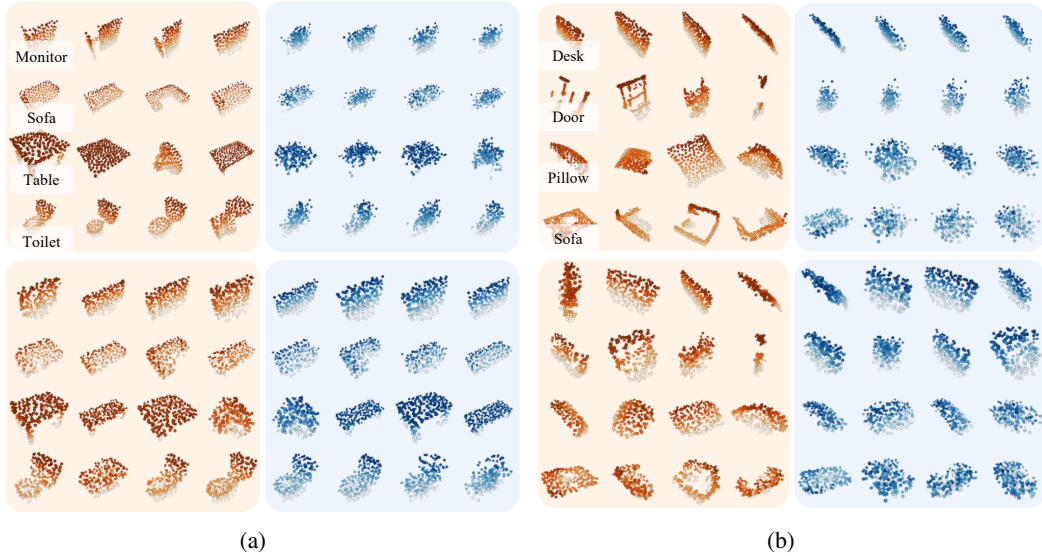 Monitor
Sofa
Table
Toilet
Desk
Door
Pillow
Sofa
(a)
(b)